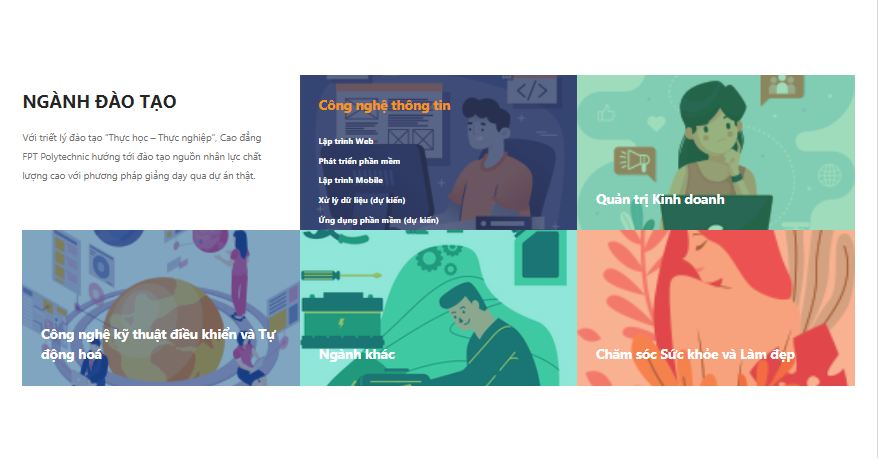 NGÀNH ĐÀO TẠO
Với triết lý đào tạo "Thực học – Thực nghiệp", Cao đẳng
FPT Polytechnic hướng tới đào tạo nguồn nhân lực chất
lượng cao với phương pháp giảng dạy qua dự án thật.
Công nghệ thông tin
Lập trình Web
Phát triển phần mềm
Lập trình Mobile
Xử lý dữ liệu (dự kiến)
Ứng dụng phần mềm (dự kiến)
Quản trị Kinh doanh
Công nghệ kỹ thuật điều khiển và Tự
động hoá
Ngành khác
Chăm sóc Sức khỏe và Làm đẹp